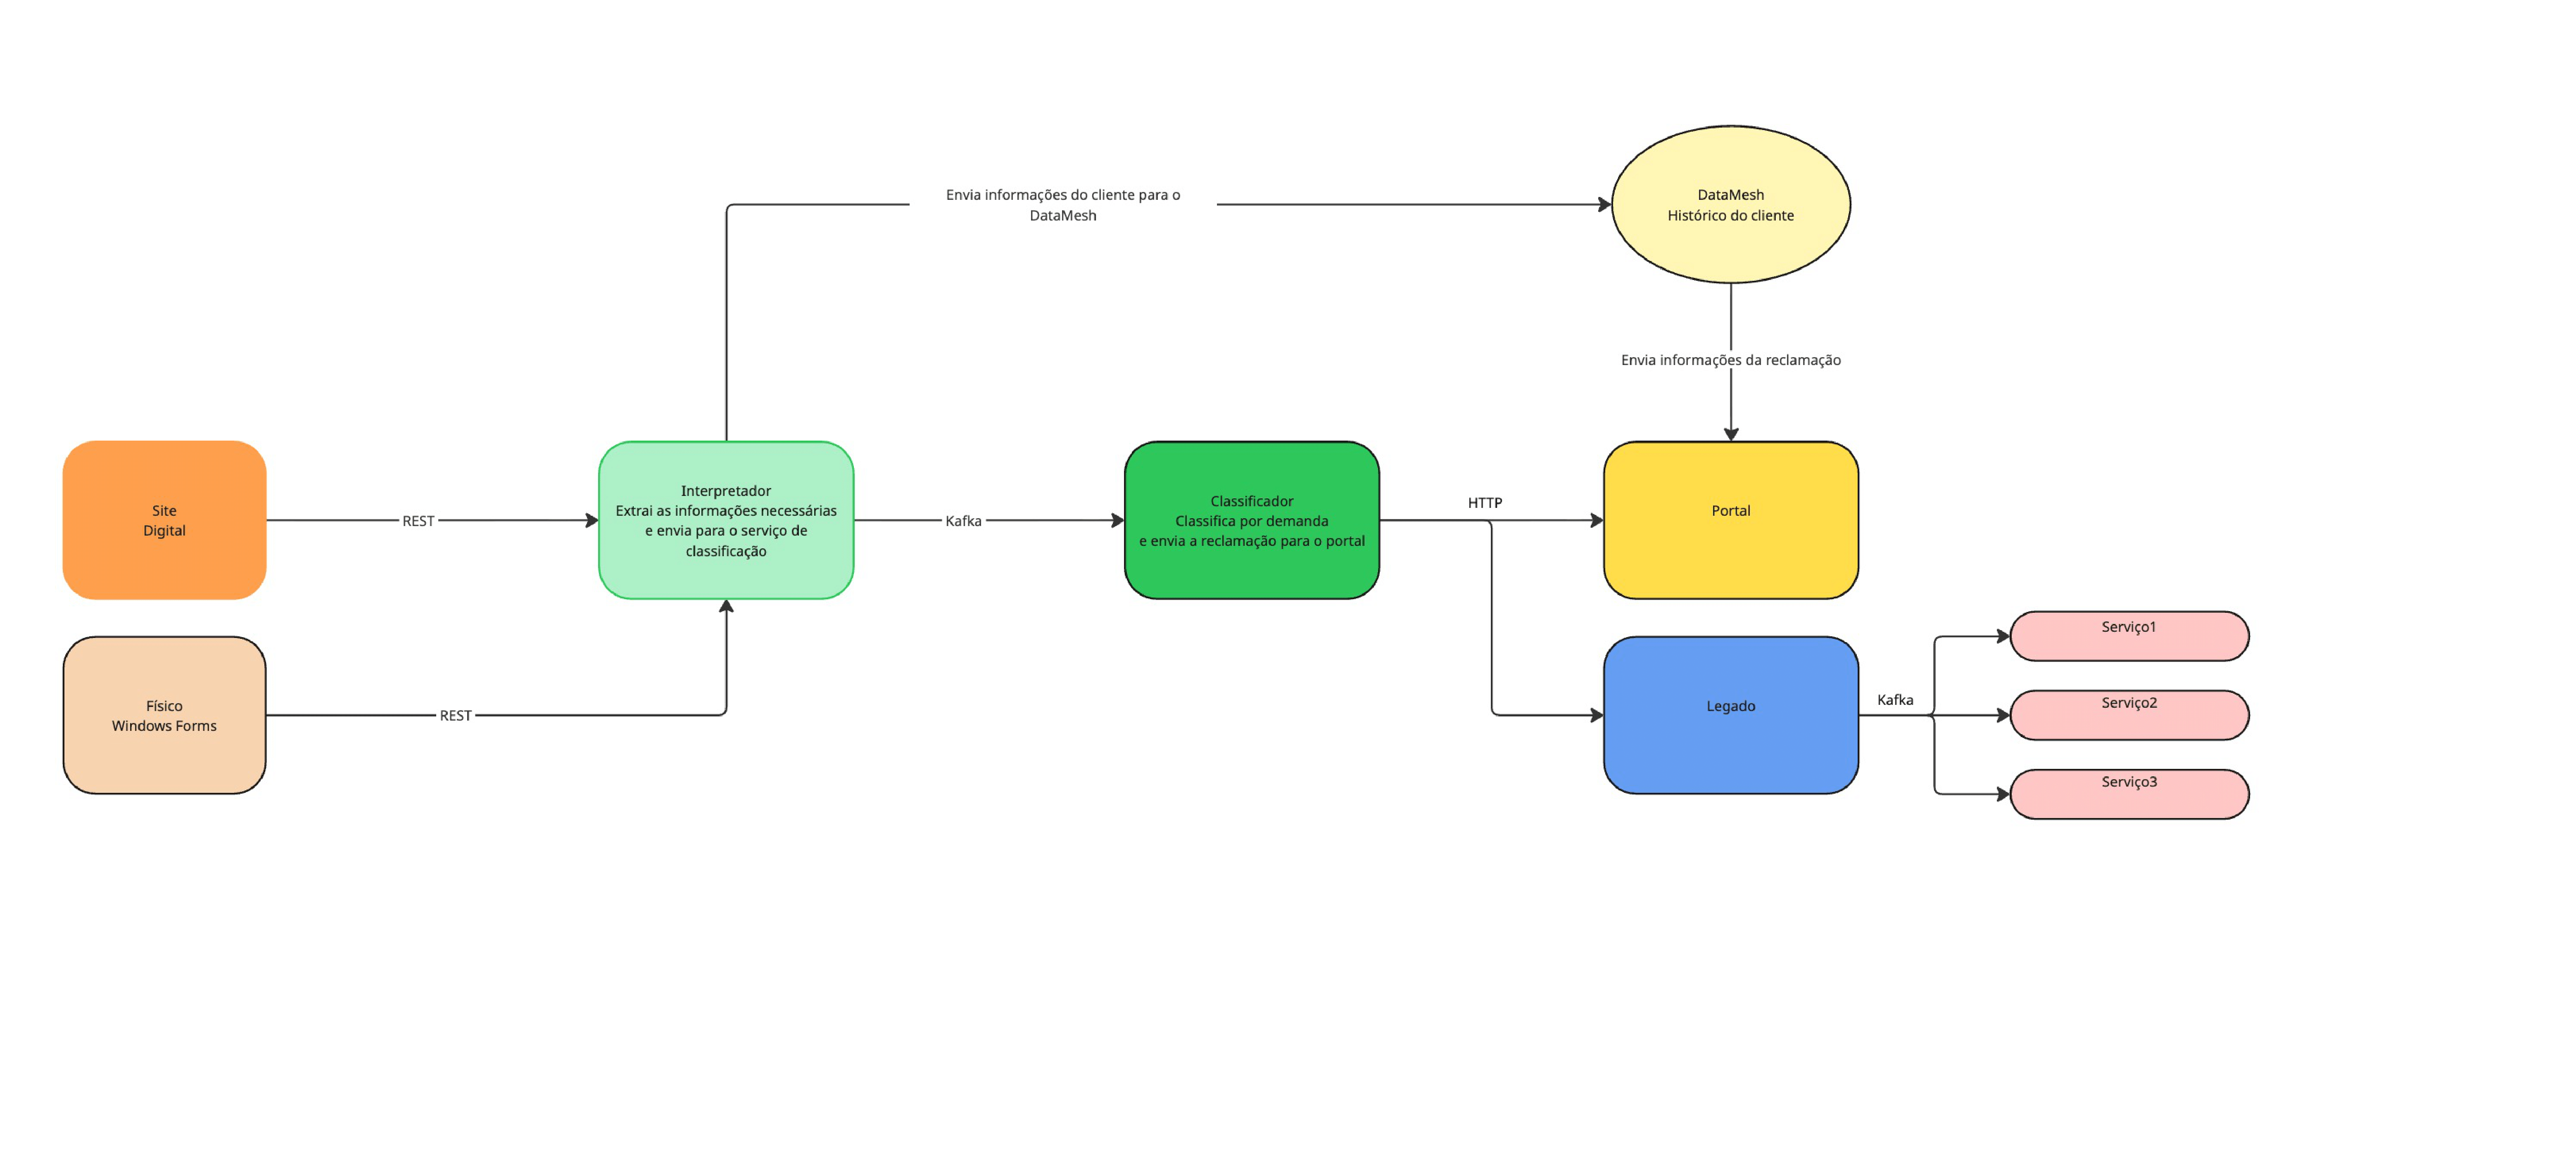 Envia informações do cliente para o
DataMesh
DataMesh
Histórico do cliente
Envia informações da reclamação
Site
Digital
REST
Interpretador
Extrai as informações necessárias
e envia para o serviço de
classificação
Kafka
Classificador
Classifica por demanda
e envia a reclamação para o portal
HTTP
Portal
Físico
Windows Forms
REST
Legado
Kafka
Serviço1
Serviço2
Serviço3